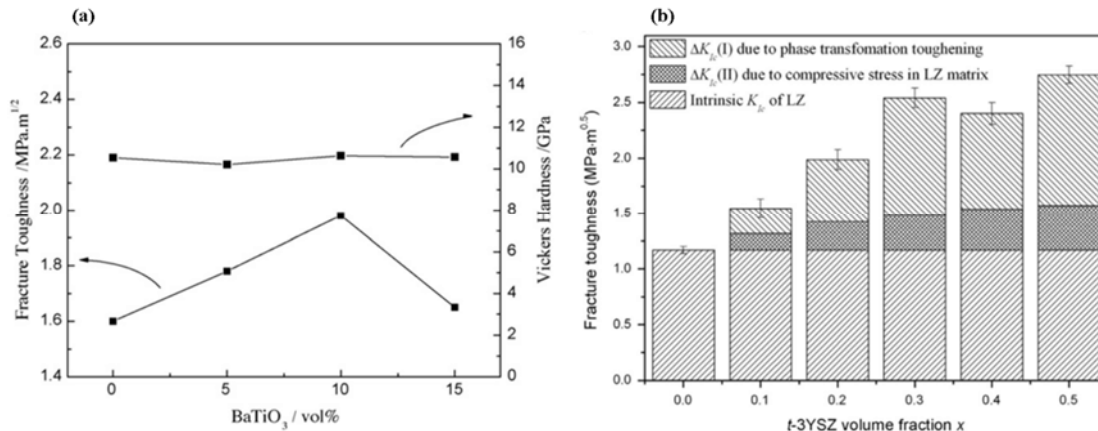 (a)
2.6
2.4
2.2
2.0
1.8
1.6
1.4
Fracture Toughness /MPa.m1/2
16
14
12
10
8
6
4
2
0
Vickers Hardness /GPa
0 5 10 15
BaTiO3 / vol%
(b)
3.0
2.5
2.0
1.5
1.0
0.5
0.0
Fracture toughness (MPa·m0.5)
ΔKIc(I) due to phase transfomation toughening
ΔKIc(II) due to compressive stress in LZ matrix
Intrinsic KIc of LZ
0.0 0.1 0.2 0.3 0.4 0.5
t-3YSZ volume fraction x